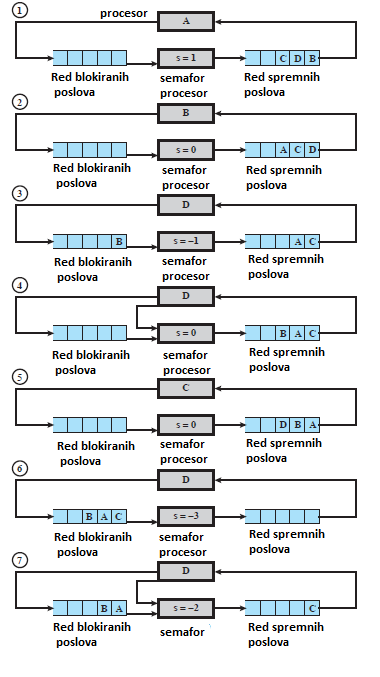 procesor
1
A
s = 1
C D B
Red blokiranih
poslova
semafor
procesor
Red spremnih
poslova
2
B
s = 0
A C D
Red blokiranih
poslova
semafor
procesor
Red spremnih
poslova
3
D
B
s = –1
A C
Red blokiranih
poslova
semafor
procesor
Red spremnih
poslova
4
D
s = 0
B A C
Red blokiranih
poslova
semafor
procesor
Red spremnih
poslova
5
C
s = 0
D B A
Red blokiranih
poslova
semafor
procesor
Red spremnih
poslova
6
D
B A C
s = –3
Red blokiranih
poslova
semafor
procesor
Red spremnih
poslova
7
D
B A
s = –2
C
Red blokiranih
poslova
semafor
Red spremnih
poslova